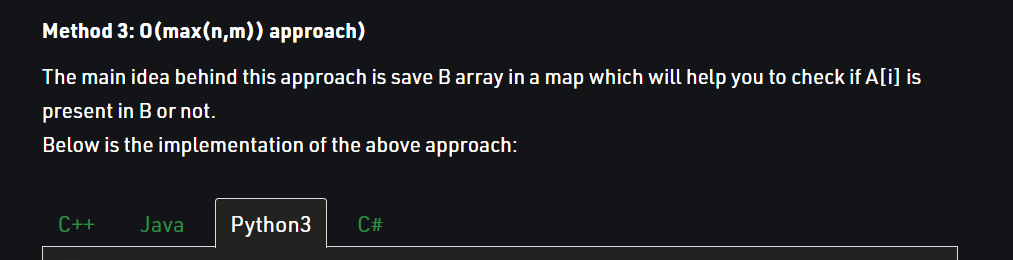 Method 3: O(max(n,m)) approach)
The main idea behind this approach is save B array in a map which will help you to check if A[i] is
present in B or not.
Below is the implementation of the above approach:
C++ Java Python3 C#